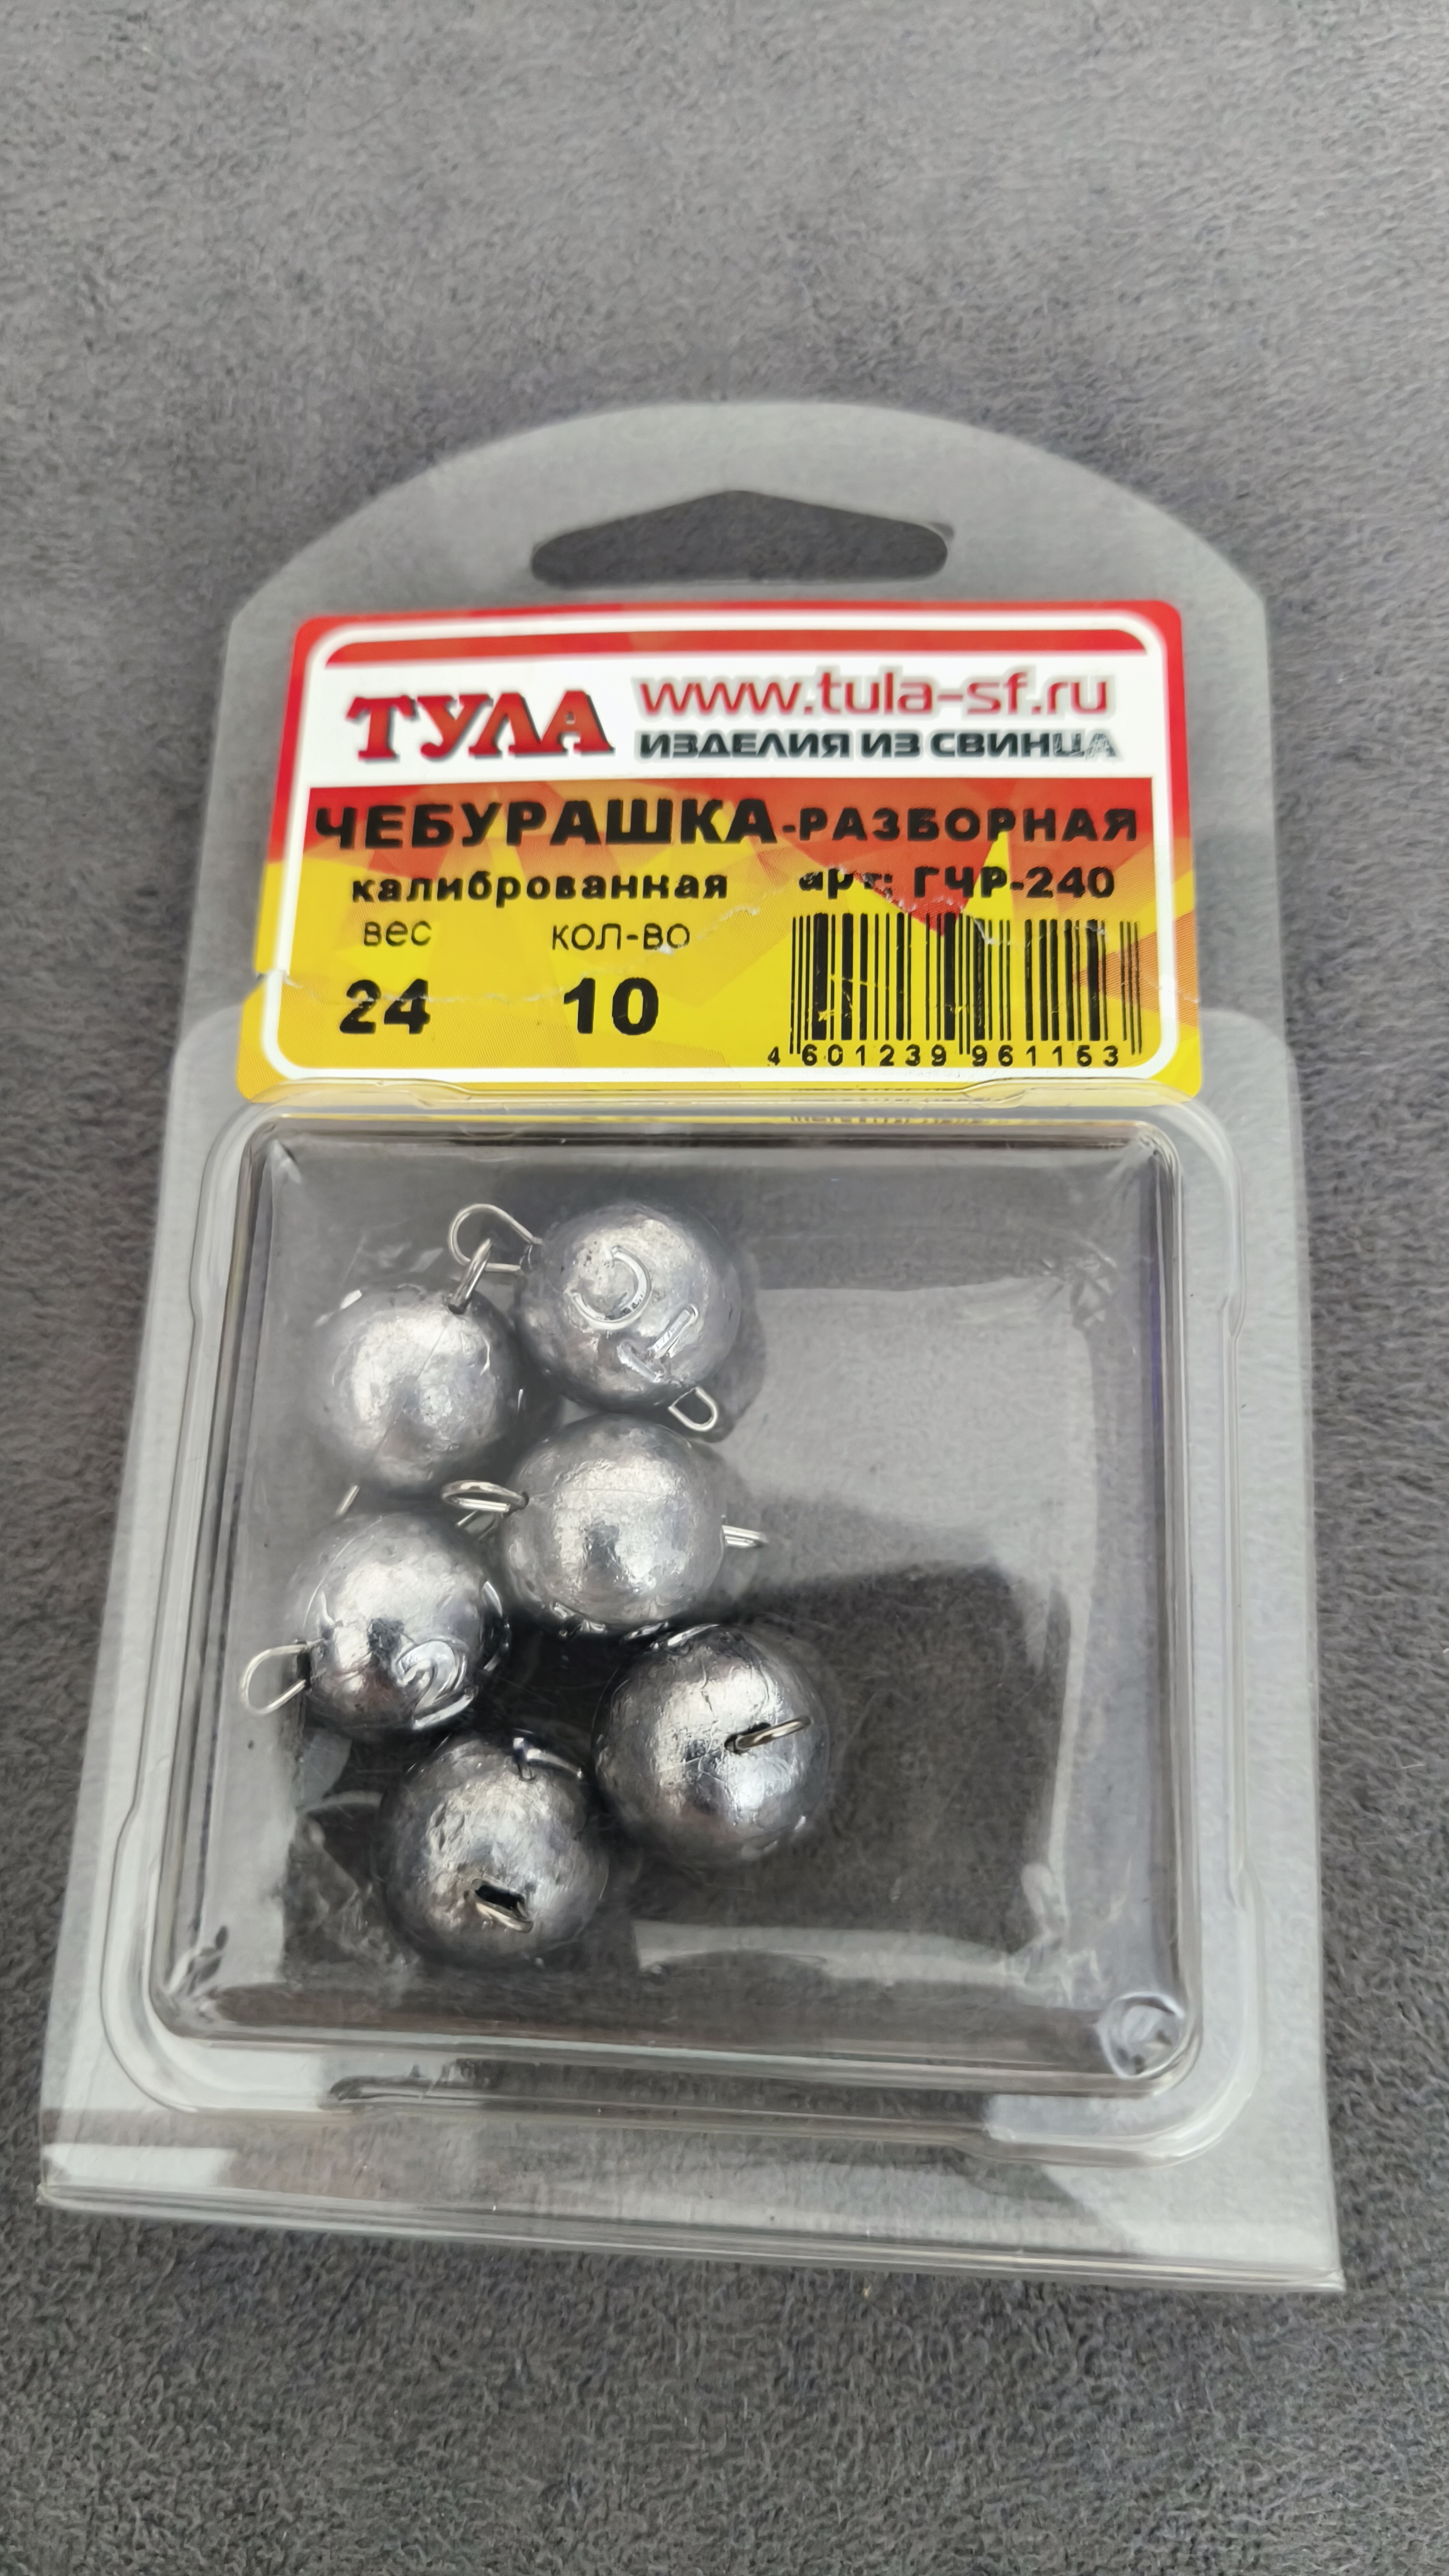 ТУЛА
www.tula-sf.ru
ИЗДЕЛИЯ ИЗ СВИНЦА
ЧЕБУРАШКА-РАЗБОРНАЯ
калиброванная арт: ГЧР-240
вес кол-во
24 10
4 601239 961153